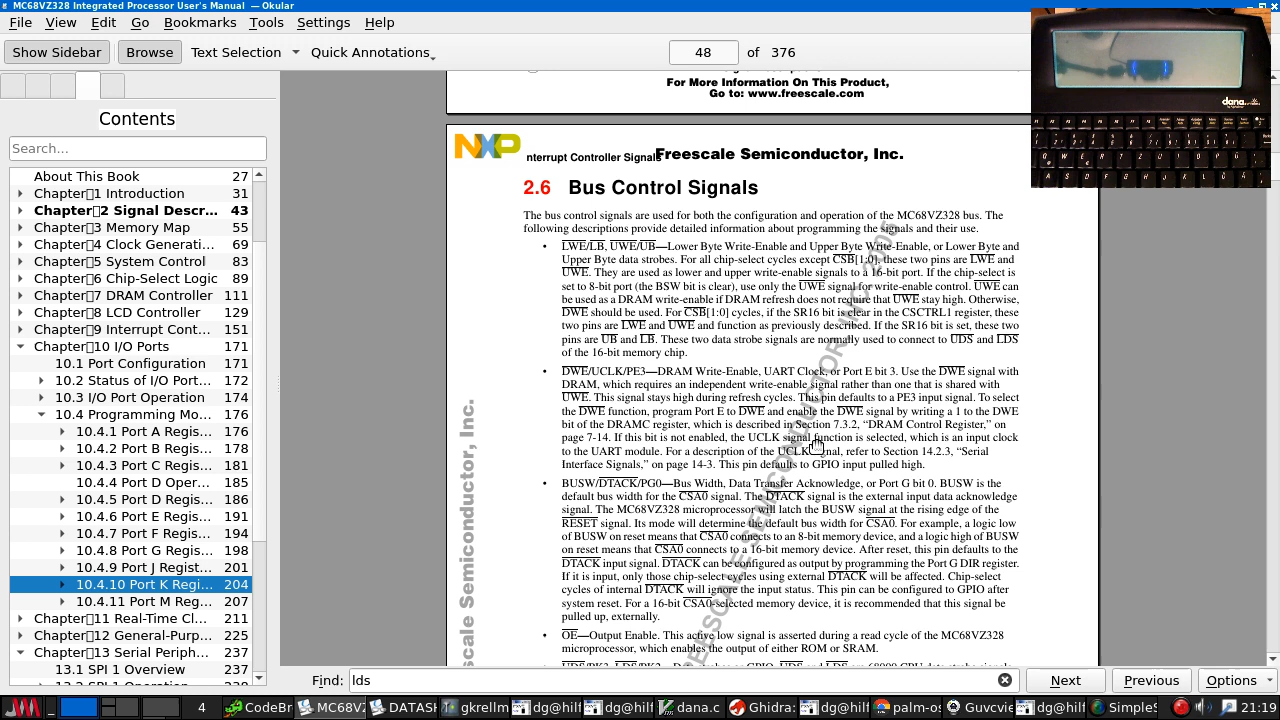 MC68VZ328 Integrated Processor User's Manual — Okular
File View Edit Go Bookmarks Tools Settings Help
Show Sidebar Browse Text Selection Quick Annotations 48 of 376
Contents
Search...
About This Book 27
Chapter▯1 Introduction 31
Chapter▯2 Signal Descr... 43
Chapter▯3 Memory Map 55
Chapter▯4 Clock Generati... 69
Chapter▯5 System Control 83
Chapter▯6 Chip-Select Logic 89
Chapter▯7 DRAM Controller 111
Chapter▯8 LCD Controller 129
Chapter▯9 Interrupt Cont... 151
Chapter▯10 I/O Ports 171
10.1 Port Configuration 171
10.2 Status of I/O Port... 172
10.3 I/O Port Operation 174
10.4 Programming Mo... 176
10.4.1 Port A Regis... 176
10.4.2 Port B Regis... 178
10.4.3 Port C Regis... 181
10.4.4 Port D Oper... 185
10.4.5 Port D Regis... 186
10.4.6 Port E Regis... 191
10.4.7 Port F Regis... 194
10.4.8 Port G Regis... 198
10.4.9 Port J Regist... 201
10.4.10 Port K Regi... 204
10.4.11 Port M Reg... 207
Chapter▯11 Real-Time Cl... 211
Chapter▯12 General-Purp... 225
Chapter▯13 Serial Periph... 237
13.1 SPI 1 Overview 237
For More Information On This Product,
Go to: www.freescale.com
NXP
nterrupt Controller Signals Freescale Semiconductor, Inc.
2.6 Bus Control Signals
The bus control signals are used for both the configuration and operation of the MC68VZ328 bus. The
following descriptions provide detailed information about programming the signals and their use.
• LWE/LB, UWE/UB—Lower Byte Write-Enable and Upper Byte Write-Enable, or Lower Byte and
Upper Byte data strobes. For all chip-select cycles except CSB[1:0], these two pins are LWE and
UWE. They are used as lower and upper write-enable signals to a 16-bit port. If the chip-select is
set to 8-bit port (the BSW bit is clear), use only the UWE signal for write-enable control. UWE can
be used as a DRAM write-enable if DRAM refresh does not require that UWE stay high. Otherwise,
DWE should be used. For CSB[1:0] cycles, if the SR16 bit is clear in the CSCTRL1 register, these
two pins are LWE and UWE and function as previously described. If the SR16 bit is set, these two
pins are UB and LB. These two data strobe signals are normally used to connect to UDS and LDS
of the 16-bit memory chip.
• DWE/UCLK/PE3—DRAM Write-Enable, UART Clock, or Port E bit 3. Use the DWE signal with
DRAM, which requires an independent write-enable signal rather than one that is shared with
UWE. This signal stays high during refresh cycles. This pin defaults to a PE3 input signal. To select
the DWE function, program Port E to DWE and enable the DWE signal by writing a 1 to the DWE
bit of the DRAMC register, which is described in Section 7.3.2, “DRAM Control Register,” on
page 7-14. If this bit is not enabled, the UCLK signal function is selected, which is an input clock
to the UART module. For a description of the UCLK signal, refer to Section 14.2.3, “Serial
Interface Signals,” on page 14-3. This pin defaults to GPIO input pulled high.
• BUSW/DTACK/PG0—Bus Width, Data Transfer Acknowledge, or Port G bit 0. BUSW is the
default bus width for the CSA0 signal. The DTACK signal is the external input data acknowledge
signal. The MC68VZ328 microprocessor will latch the BUSW signal at the rising edge of the
RESET signal. Its mode will determine the default bus width for CSA0. For example, a logic low
of BUSW on reset means that CSA0 connects to an 8-bit memory device, and a logic high of BUSW
on reset means that CSA0 connects to a 16-bit memory device. After reset, this pin defaults to the
DTACK input signal. DTACK can be configured as output by programming the Port G DIR register.
If it is input, only those chip-select cycles using external DTACK will be affected. Chip-select
cycles of internal DTACK will ignore the input status. This pin can be configured to GPIO after
system reset. For a 16-bit CSA0-selected memory device, it is recommended that this signal be
pulled up, externally.
• OE—Output Enable. This active low signal is asserted during a read cycle of the MC68VZ328
microprocessor, which enables the output of either ROM or SRAM.
scale Semiconductor, Inc.
EESCALE SEMICONDUCTOR, INC. 2005
dana
Find: lds Next Previous Options
4 CodeBr MC68V DATASH gkrellm dg@hilf dg@hilf dana.c Ghidra: dg@hilf palm-os Guvcvie dg@hilf SimpleS 21:19